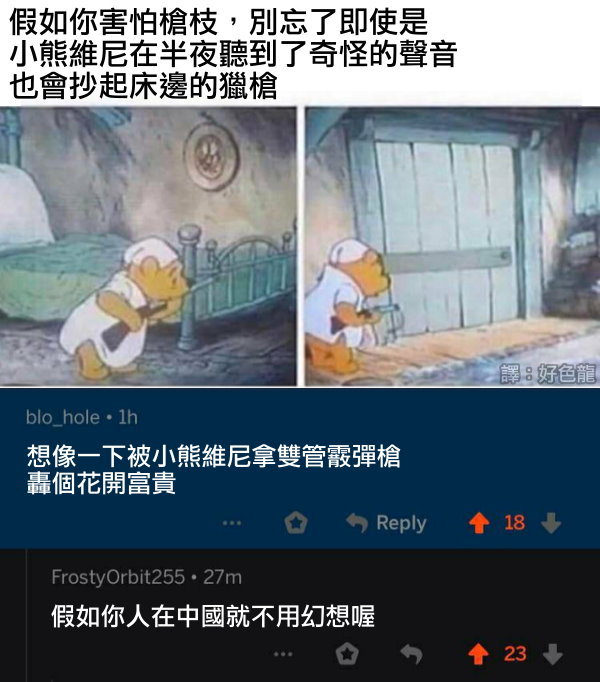 假如你害怕槍枝，別忘了即使是
小熊維尼在半夜聽到了奇怪的聲音
也會抄起床邊的獵槍
譯：好色龍
blo_hole • 1h
想像一下被小熊維尼拿雙管霰彈槍
轟個花開富貴
Reply 18
FrostyOrbit255 • 27m
假如你人在中國就不用幻想喔
23